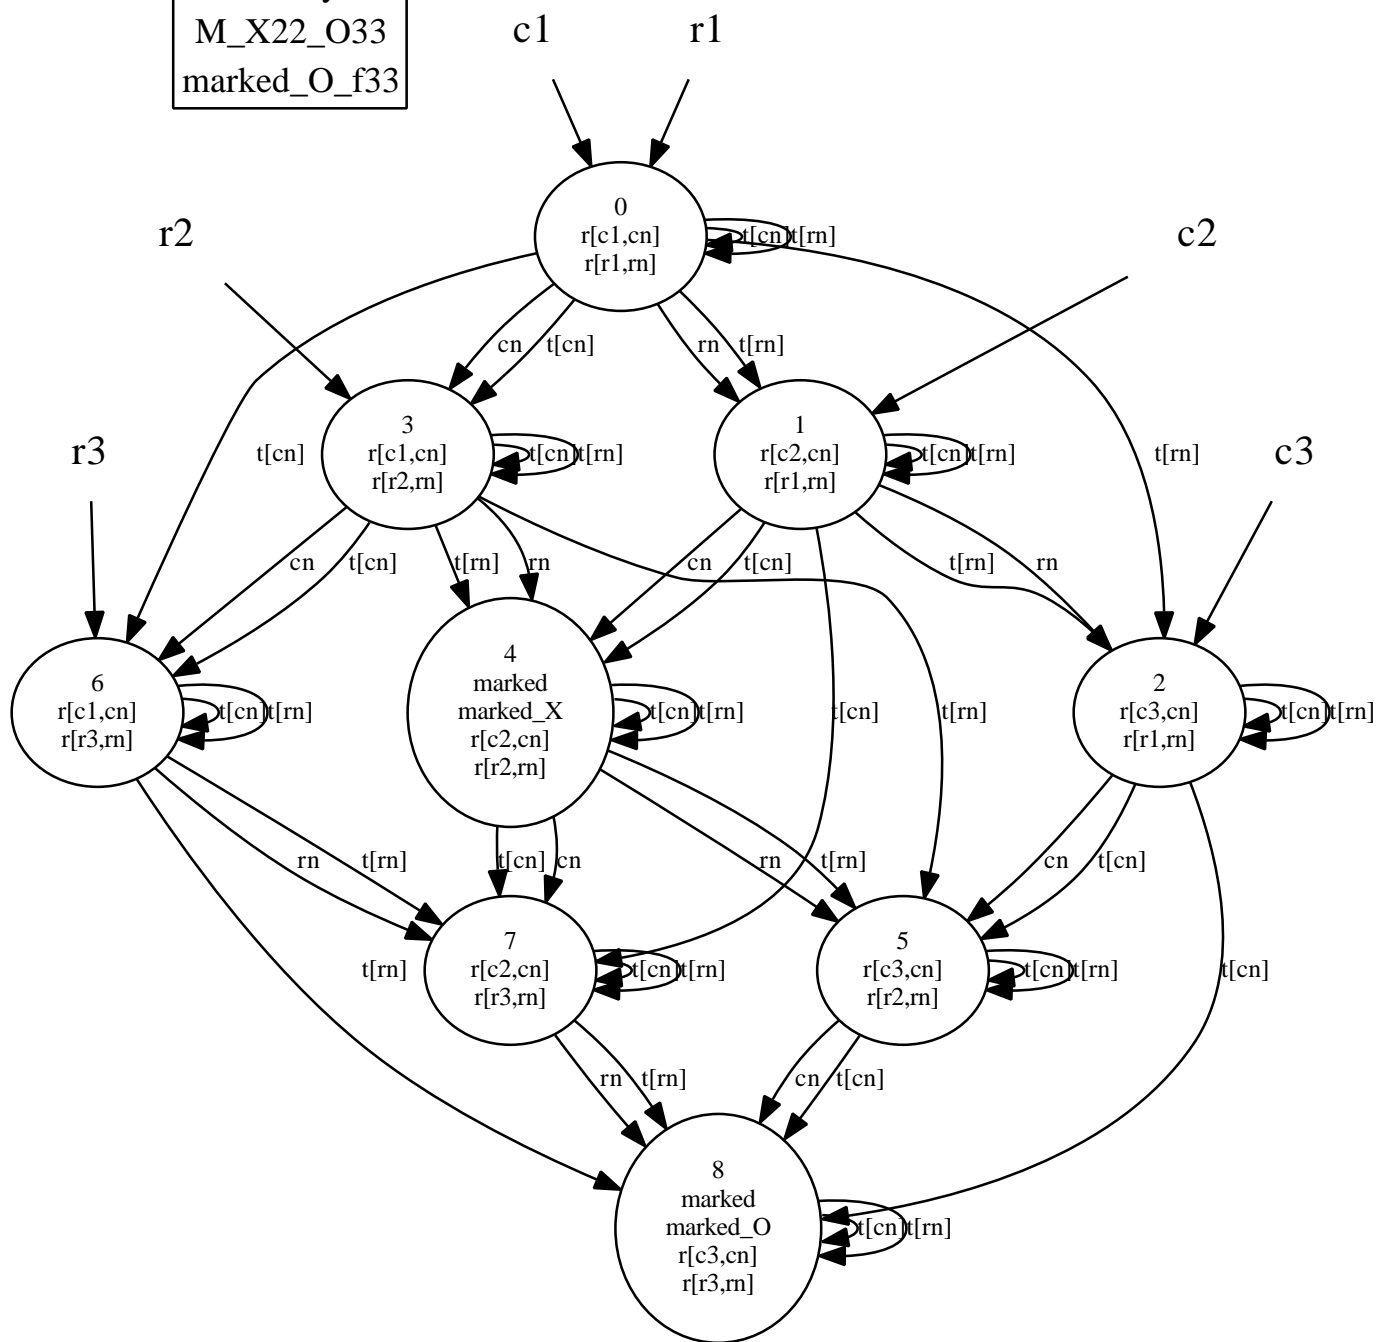 M_X22_O33
marked_O_f33
c1 r1
r2 c2
0
r[c1,cn]
r[r1,rn]
t[cn] t[rn]
cn t[cn] rn t[rn]
r3 c3
t[cn] t[rn]
3
r[c1,cn]
r[r2,rn]
t[cn] t[rn]
1
r[c2,cn]
r[r1,rn]
t[cn] t[rn]
cn t[cn] t[rn] rn cn t[cn] t[rn] rn
6
r[c1,cn]
r[r3,rn]
t[cn] t[rn]
4
marked
marked_X
r[c2,cn]
r[r2,rn]
t[cn] t[rn]
t[cn] t[rn]
2
r[c3,cn]
r[r1,rn]
t[cn] t[rn]
rn t[rn] t[cn] cn rn t[rn] cn t[cn]
t[rn]
7
r[c2,cn]
r[r3,rn]
t[cn] t[rn]
5
r[c3,cn]
r[r2,rn]
t[cn] t[rn]
t[cn]
rn t[rn] cn t[cn]
8
marked
marked_O
r[c3,cn]
r[r3,rn]
t[cn] t[rn]